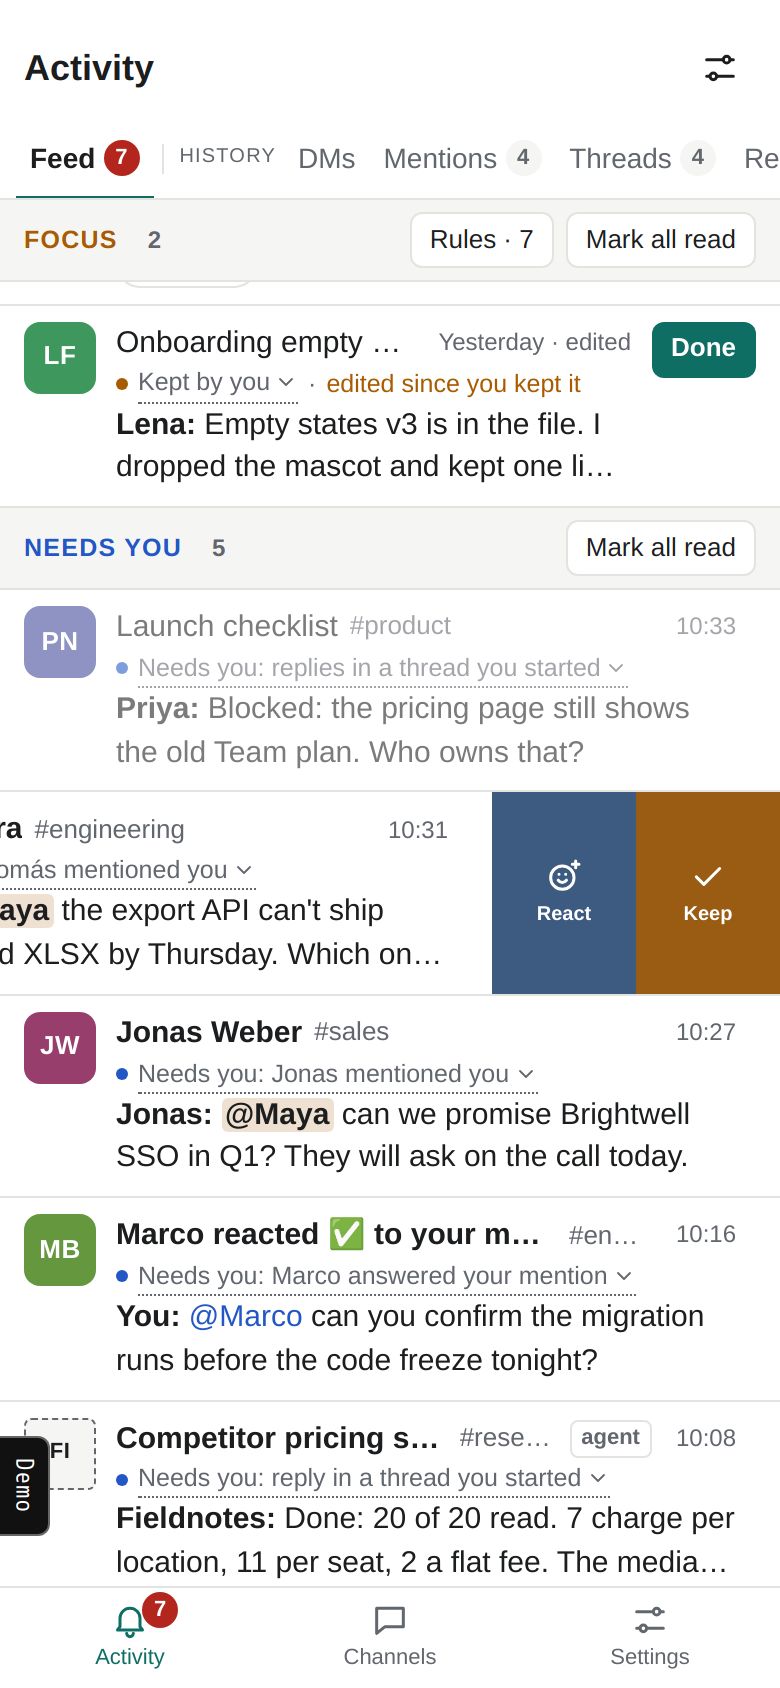 Activity
Feed 7 HISTORY DMs Mentions 4 Threads 4 Re
FOCUS 2 Rules · 7 Mark all read
LF Onboarding empty … Yesterday · edited Done
Kept by you · edited since you kept it
Lena: Empty states v3 is in the file. I
dropped the mascot and kept one li…
NEEDS YOU 5 Mark all read
PN Launch checklist #product 10:33
Needs you: replies in a thread you started
Priya: Blocked: the pricing page still shows
the old Team plan. Who owns that?
ra #engineering 10:31
omás mentioned you
aya the export API can't ship
d XLSX by Thursday. Which on…
React Keep
JW Jonas Weber #sales 10:27
Needs you: Jonas mentioned you
Jonas: @Maya can we promise Brightwell
SSO in Q1? They will ask on the call today.
MB Marco reacted ✅ to your m… #en… 10:16
Needs you: Marco answered your mention
You: @Marco can you confirm the migration
runs before the code freeze tonight?
FI Competitor pricing s… #rese… agent 10:08
Needs you: reply in a thread you started
Fieldnotes: Done: 20 of 20 read. 7 charge per
location, 11 per seat, 2 a flat fee. The media…
Demo
7
Activity Channels Settings